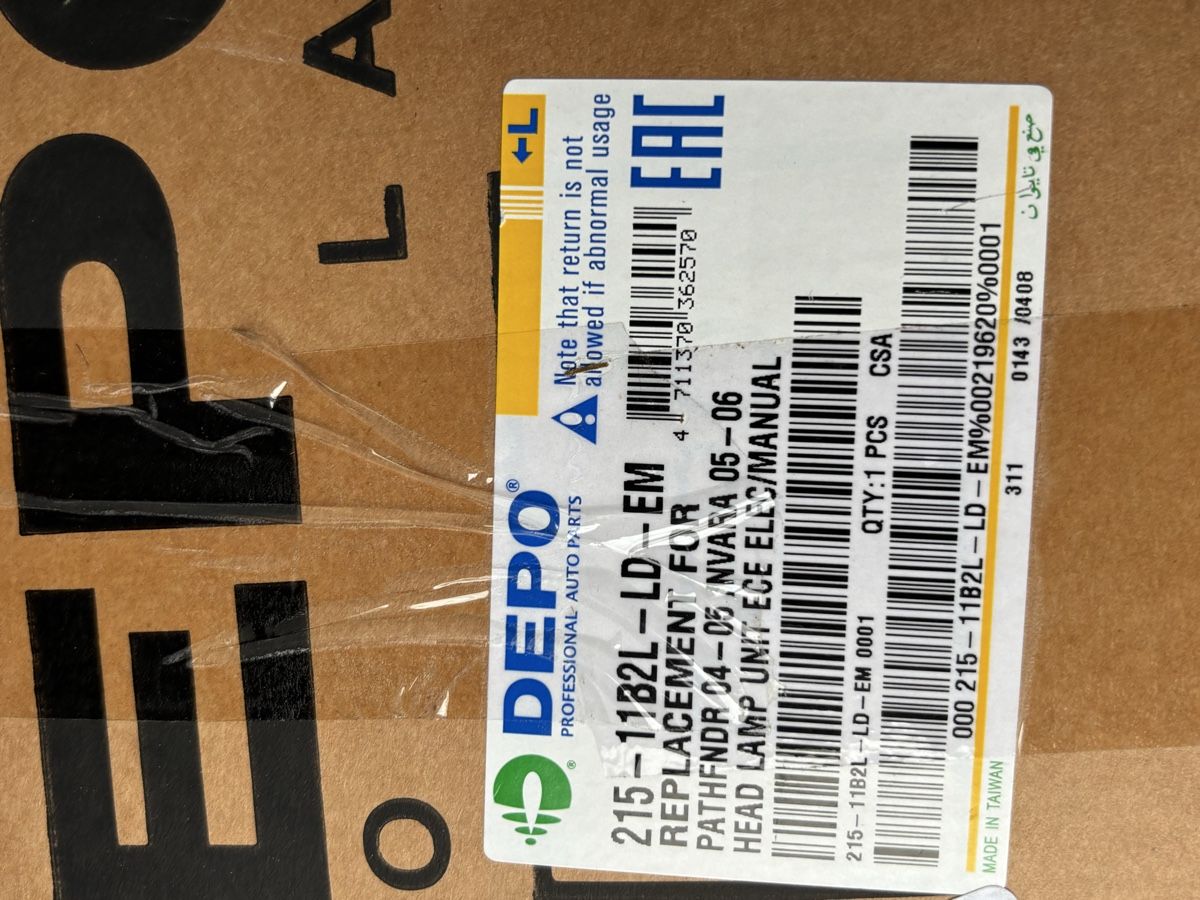 DEPO®
PROFESSIONAL AUTO PARTS
L
Note that return is not
allowed if abnormal usage
EAC
215-11B2L-LD-EM
4 711370 362570
REPLACEMENT FOR
PATHFNDR 04-05 /NVARA 05-06
HEAD LAMP UNIT ECE ELEC/MANUAL
215-11B2L-LD-EM 0001 QTY:1 PCS CSA
000 215-11B2L-LD-EM%00219620%0001
MADE IN TAIWAN 311 0143 /0408 صنع في تايوان